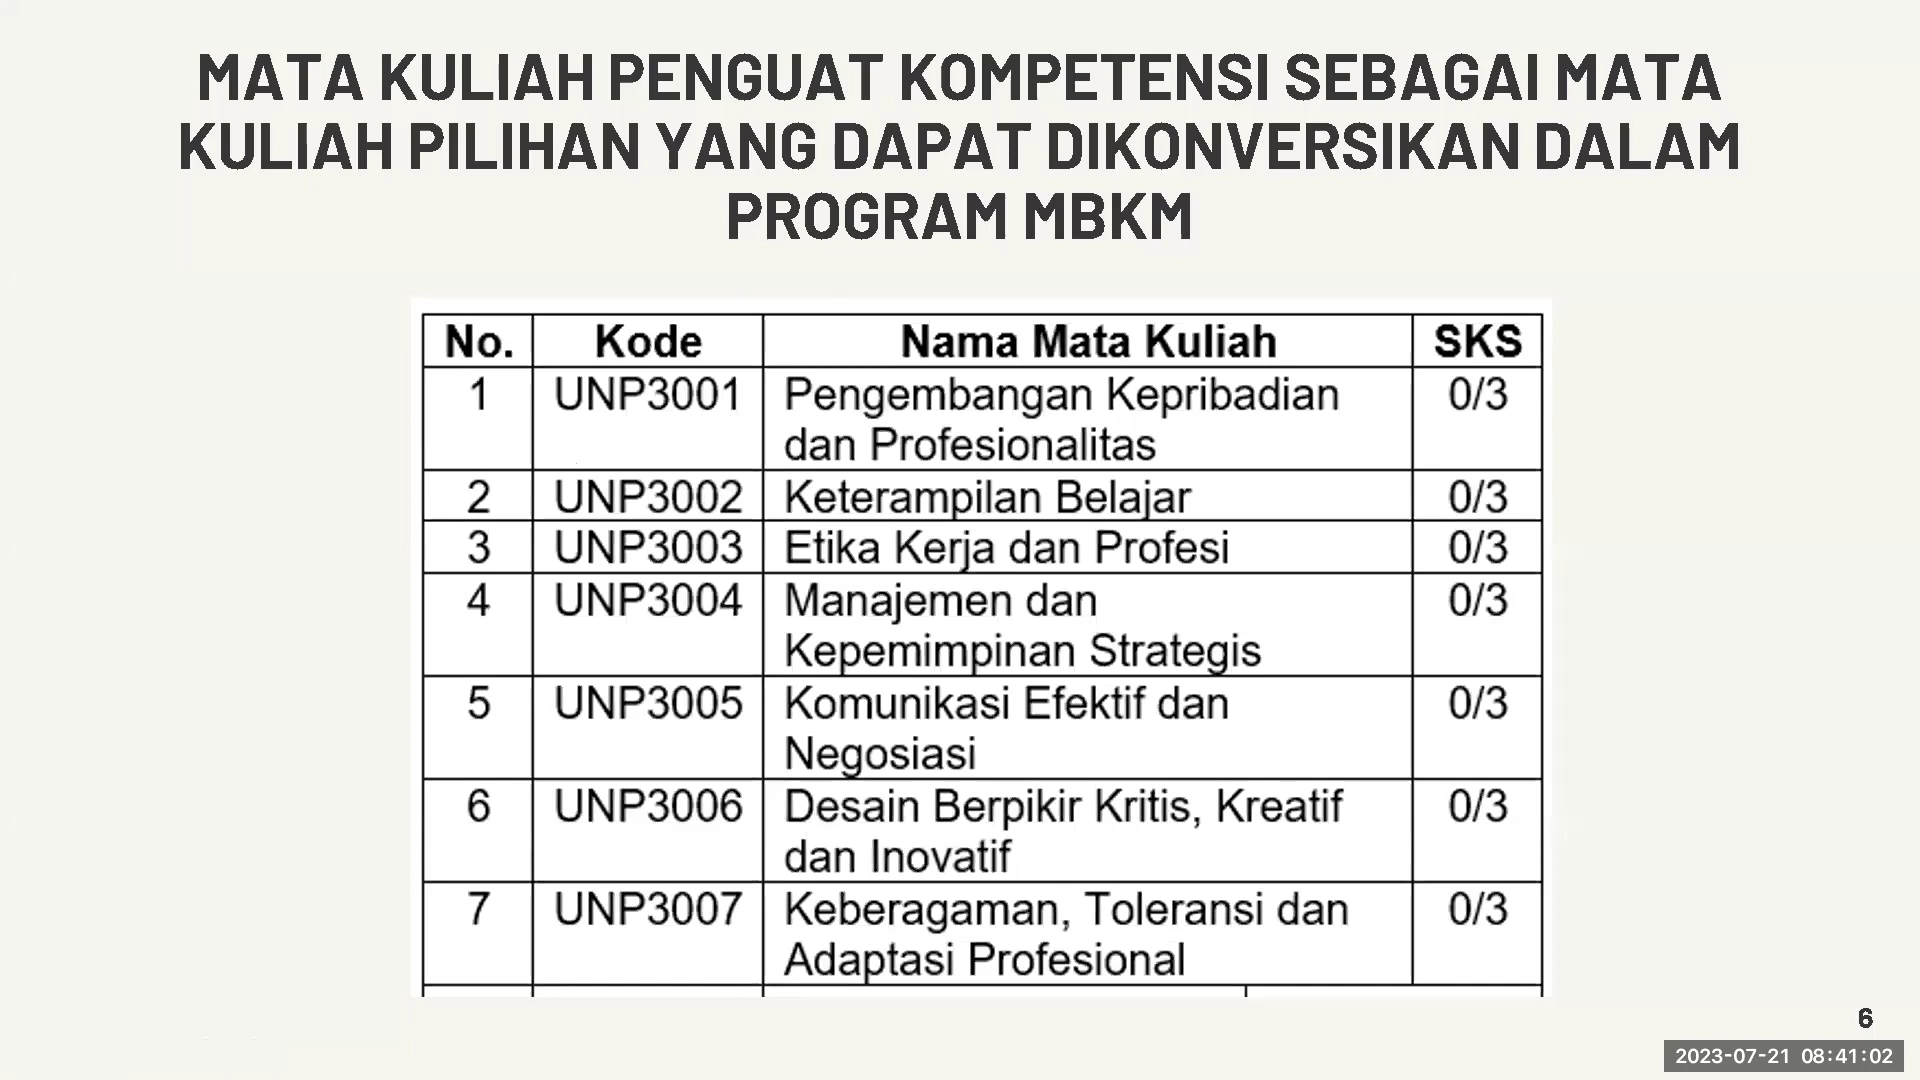 MATA KULIAH PENGUAT KOMPETENSI SEBAGAI MATA
KULIAH PILIHAN YANG DAPAT DIKONVERSIKAN DALAM
PROGRAM MBKM
No. Kode Nama Mata Kuliah SKS
1 UNP3001 Pengembangan Kepribadian 0/3
dan Profesionalitas
2 UNP3002 Keterampilan Belajar 0/3
3 UNP3003 Etika Kerja dan Profesi 0/3
4 UNP3004 Manajemen dan 0/3
Kepemimpinan Strategis
5 UNP3005 Komunikasi Efektif dan 0/3
Negosiasi
6 UNP3006 Desain Berpikir Kritis, Kreatif 0/3
dan Inovatif
7 UNP3007 Keberagaman, Toleransi dan 0/3
Adaptasi Profesional
6
2023-07-21 08:41:02